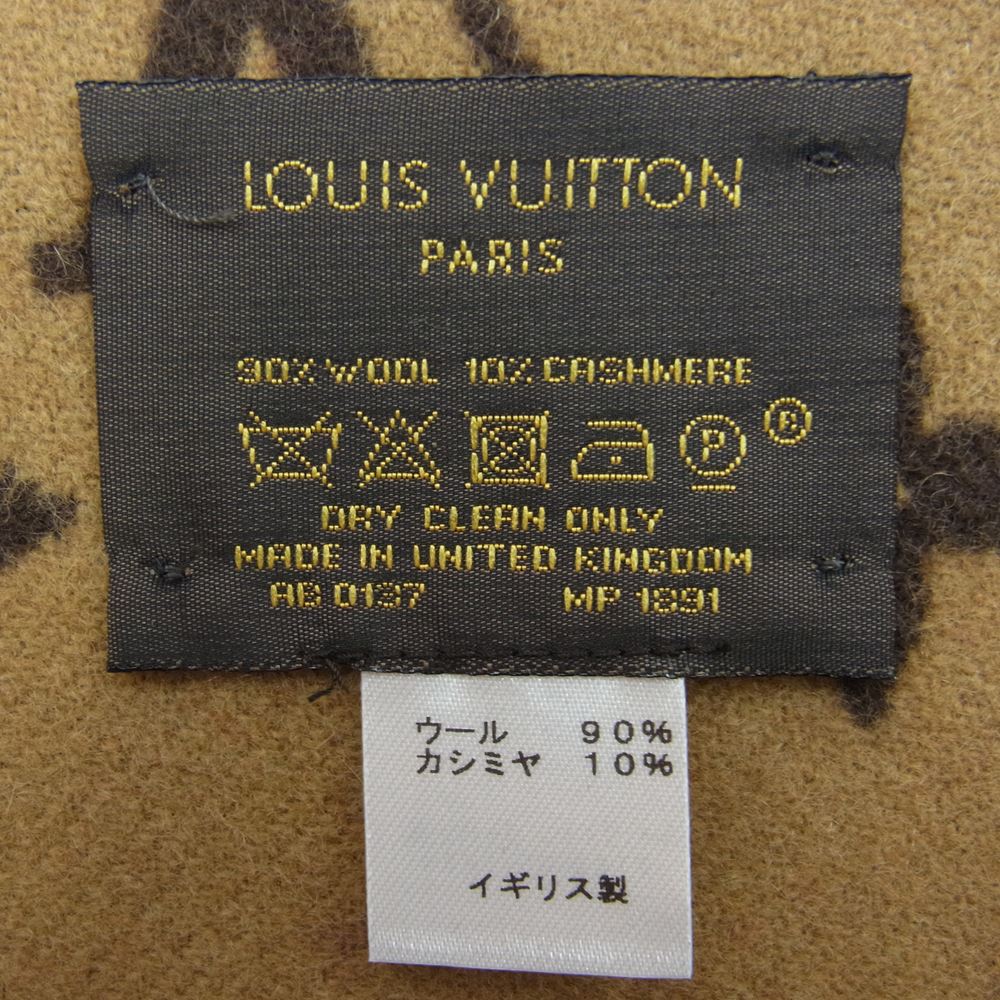 LOUIS VUITTON
PARIS
90% WOOL 10% CASHMERE
P
DRY CLEAN ONLY
MADE IN UNITED KINGDOM
AB 0137 MP 1891
ウール 90%
カシミヤ 10%
イギリス製